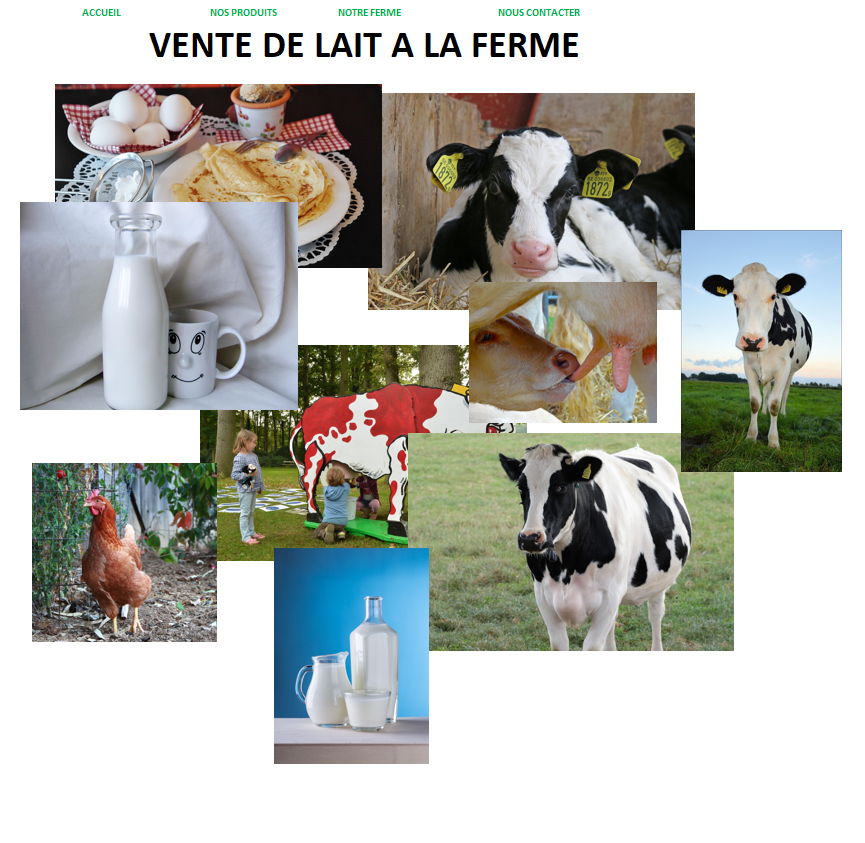 ACCUEIL NOS PRODUITS NOTRE FERME NOUS CONTACTER
VENTE DE LAIT A LA FERME
1872
1872